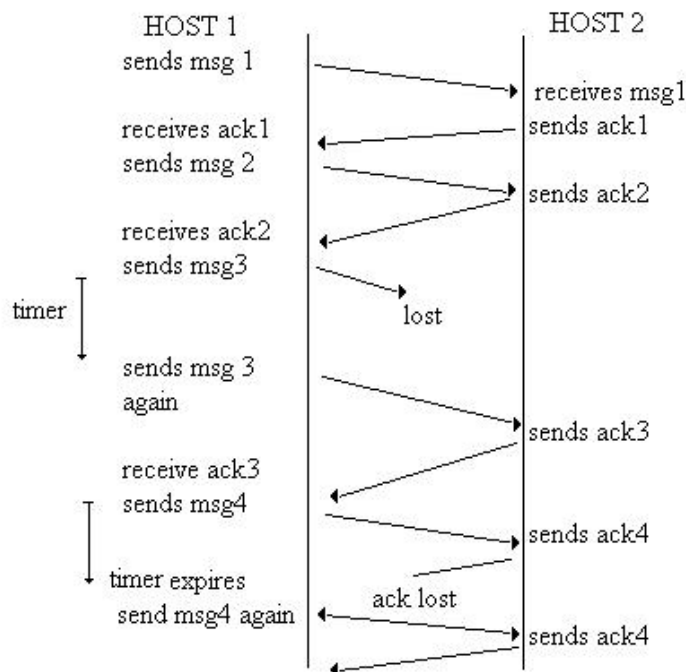 HOST 1
HOST 2
sends msg 1
receives msg1
receives ack1
sends ack1
sends msg 2
sends ack2
receives ack2
sends msg3
timer
lost
sends msg 3
again
sends ack3
receive ack3
sends msg4
sends ack4
timer expires
ack lost
send msg4 again
sends ack4